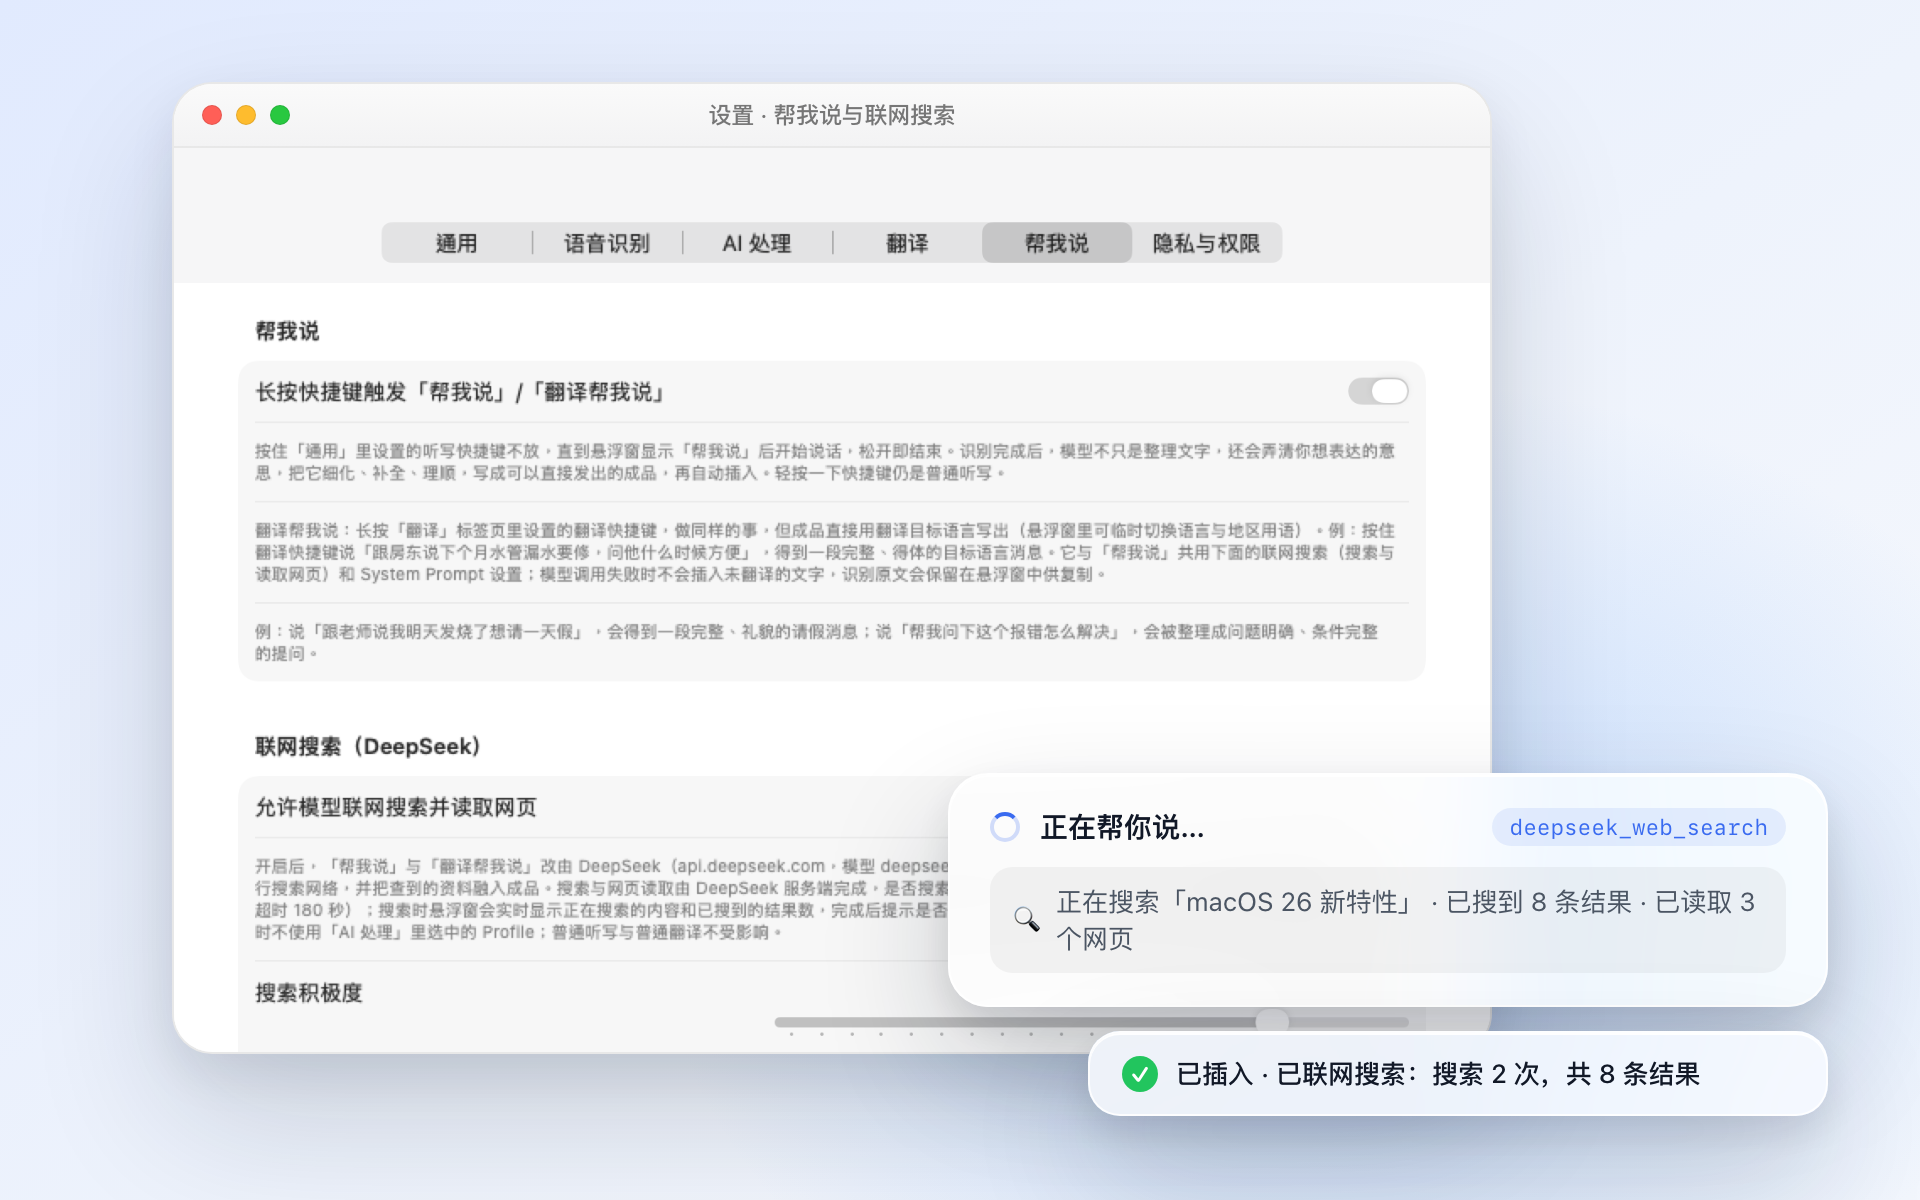 设置 · 帮我说与联网搜索
通用
语音识别
AI 处理
翻译
帮我说
隐私与权限
帮我说
长按快捷键触发「帮我说」/「翻译帮我说」
按住「通用」里设置的听写快捷键不放，直到悬浮窗显示「帮我说」后开始说话，松开即结束。识别完成后，模型不只是整理文字，还会弄清你想表达的意
思，把它细化、补全、理顺，写成可以直接发出的成品，再自动插入。轻按一下快捷键仍是普通听写。
翻译帮我说：长按「翻译」标签页里设置的翻译快捷键，做同样的事，但成品直接用翻译目标语言写出（悬浮窗里可临时切换语言与地区用语）。例：按住
翻译快捷键说「跟房东说下个月水管漏水要修，问他什么时候方便」，得到一段完整、得体的目标语言消息。它与「帮我说」共用下面的联网搜索（搜索与
读取网页）和 System Prompt 设置；模型调用失败时不会插入未翻译的文字，识别原文会保留在悬浮窗中供复制。
例：说「跟老师说我明天发烧了想请一天假」，会得到一段完整、礼貌的请假消息；说「帮我问下这个报错怎么解决」，会被整理成问题明确、条件完整
的提问。
联网搜索（DeepSeek）
允许模型联网搜索并读取网页
开启后，「帮我说」与「翻译帮我说」改由 DeepSeek（api.deepseek.com，模型 deepsee
行搜索网络，并把查到的资料融入成品。搜索与网页读取由 DeepSeek 服务端完成，是否搜索
超时 180 秒）；搜索时悬浮窗会实时显示正在搜索的内容和已搜到的结果数，完成后提示是否
时不使用「AI 处理」里选中的 Profile；普通听写与普通翻译不受影响。
搜索积极度
正在帮你说...
deepseek_web_search
正在搜索「macOS 26 新特性」 · 已搜到 8 条结果 · 已读取 3
个网页
已插入 · 已联网搜索：搜索 2 次，共 8 条结果